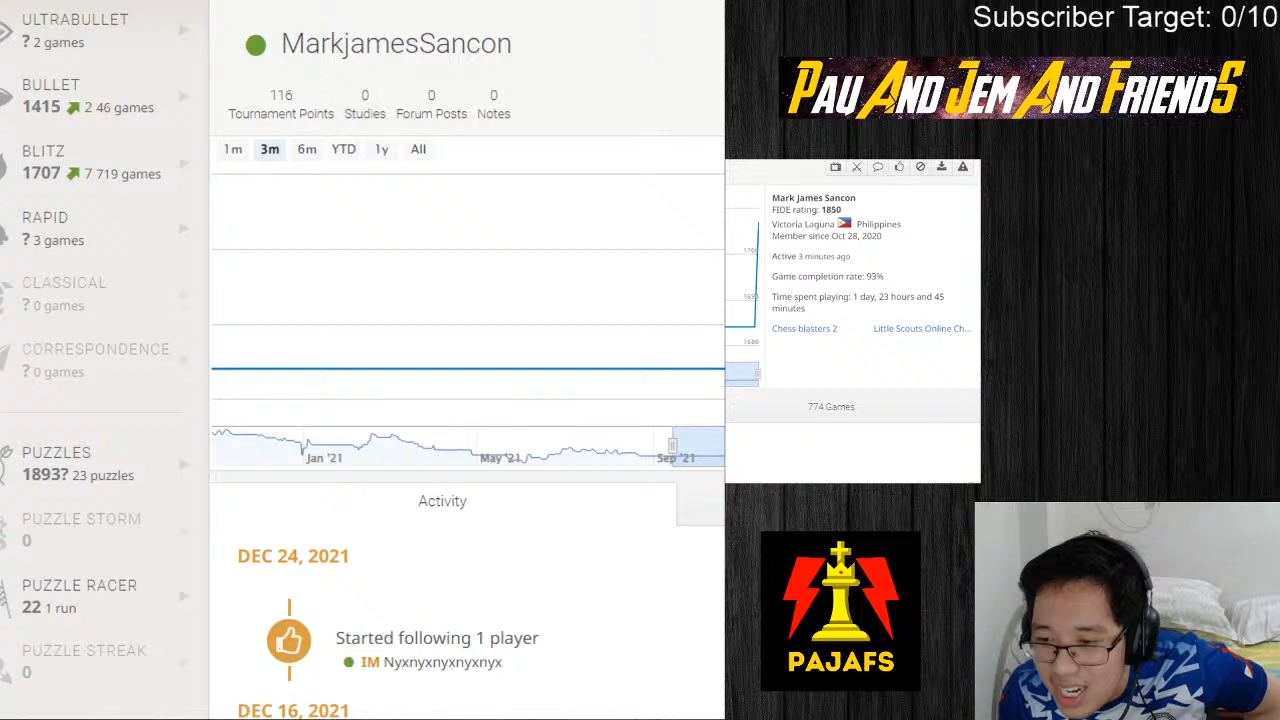 ULTRABULLET
? 2 games
BULLET
1415 2 46 games
BLITZ
1707 7 719 games
RAPID
? 3 games
CLASSICAL
? 0 games
CORRESPONDENCE
? 0 games
PUZZLES
1893? 23 puzzles
PUZZLE STORM
0
PUZZLE RACER
22 1 run
PUZZLE STREAK
0
MarkjamesSancon
116 0 0 0
Tournament Points Studies Forum Posts Notes
1m 3m 6m YTD 1y All
Jan '21 May '21 Sep '21
Activity
DEC 24, 2021
Started following 1 player
IM Nyxnyxnyxnyxnyx
DEC 16, 2021
Subscriber Target: 0/10
PAU AND JEM AND FRIENDS
Mark James Sancon
FIDE rating: 1850
Victoria Laguna Philippines
Member since Oct 28, 2020
Active 3 minutes ago
Game completion rate: 93%
Time spent playing: 1 day, 23 hours and 45
minutes
Chess blasters 2 Little Scouts Online Ch...
1680
774 Games
PAJAFS